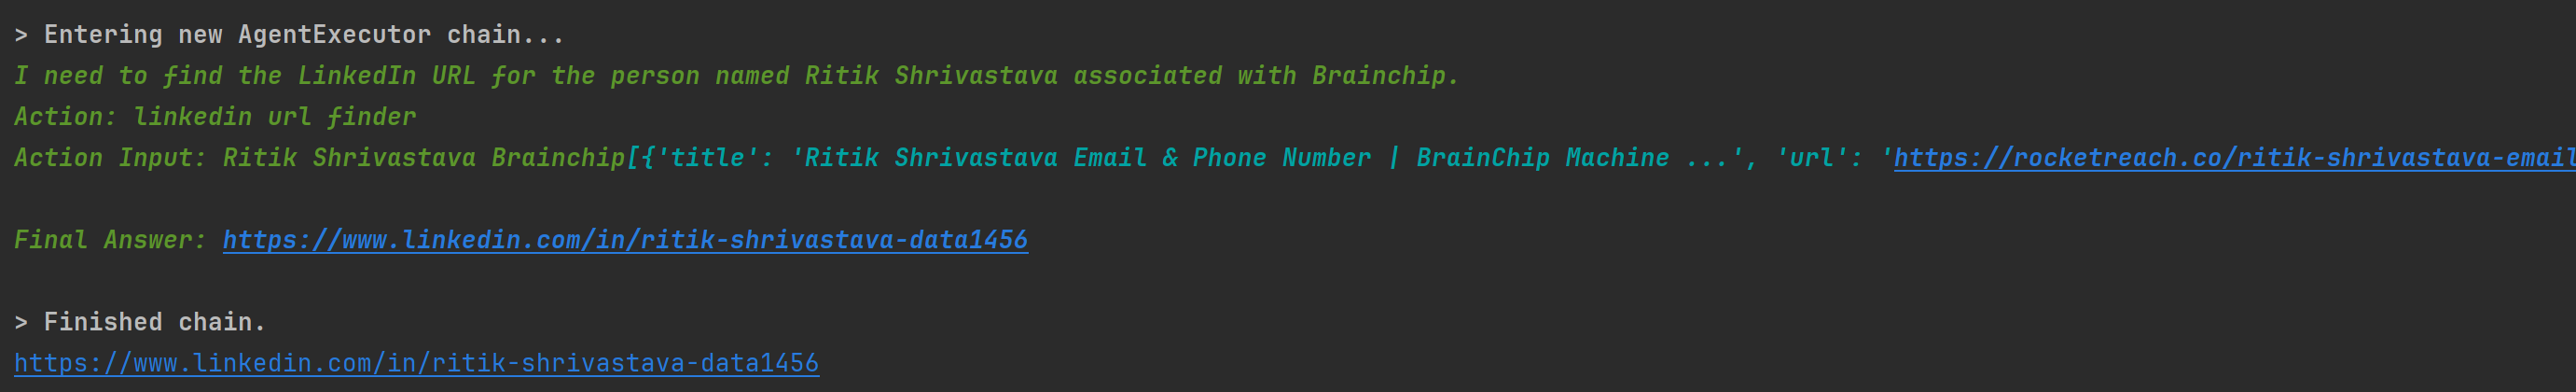 > Entering new AgentExecutor chain...
I need to find the LinkedIn URL for the person named Ritik Shrivastava associated with Brainchip.
Action: linkedin url finder
Action Input: Ritik Shrivastava Brainchip[{'title': 'Ritik Shrivastava Email & Phone Number | BrainChip Machine ...', 'url': 'https://rocketreach.co/ritik-shrivastava-email
Final Answer: https://www.linkedin.com/in/ritik-shrivastava-data1456
> Finished chain.
https://www.linkedin.com/in/ritik-shrivastava-data1456